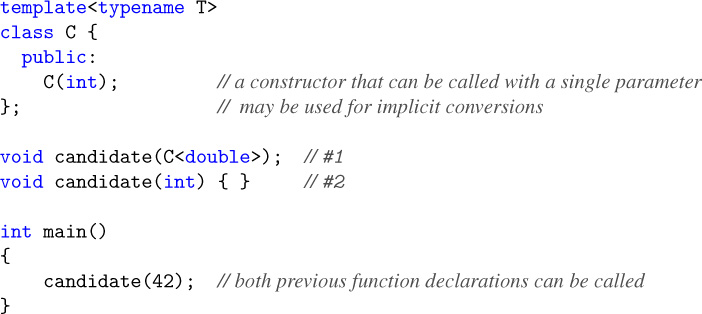 template<typename T>
class C {
  public:
    C(int);         // a constructor that can be called with a single parameter
};                  // may be used for implicit conversions

void candidate(C<double>);  // #1
void candidate(int) { }     // #2

int main()
{
    candidate(42);  // both previous function declarations can be called
}